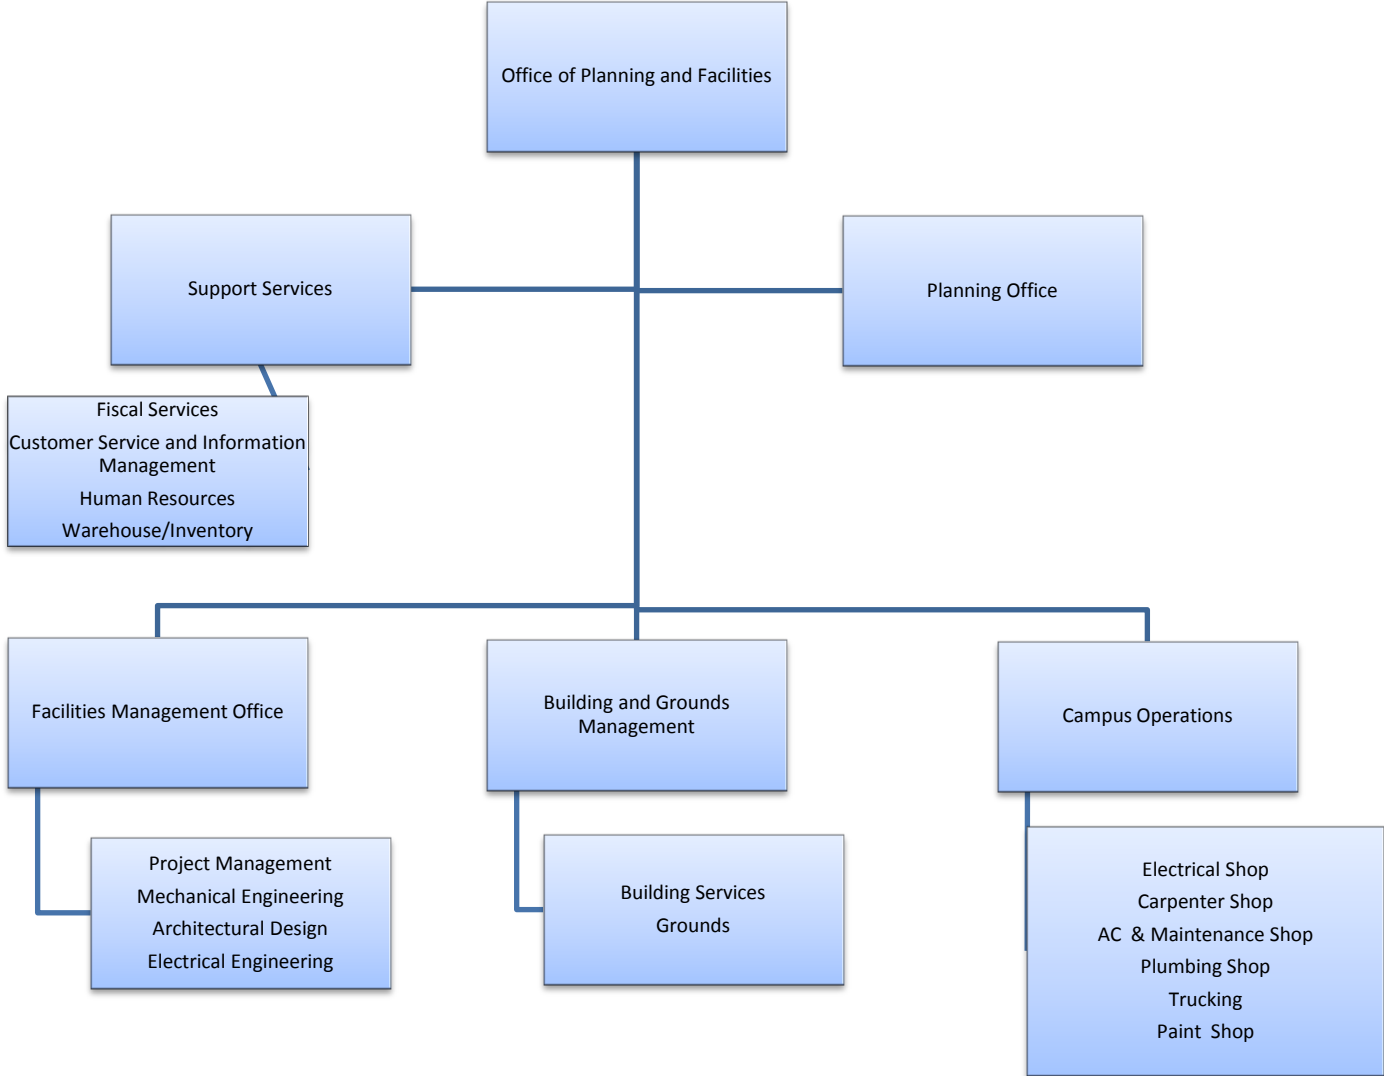 Office of Planning and Facilities
Support Services
Planning Office
Fiscal Services
Customer Service and Information
Management
Human Resources
Warehouse/Inventory
Facilities Management Office
Building and Grounds
Management
Campus Operations
Project Management
Mechanical Engineering
Architectural Design
Electrical Engineering
Building Services
Grounds
Electrical Shop
Carpenter Shop
AC & Maintenance Shop
Plumbing Shop
Trucking
Paint Shop